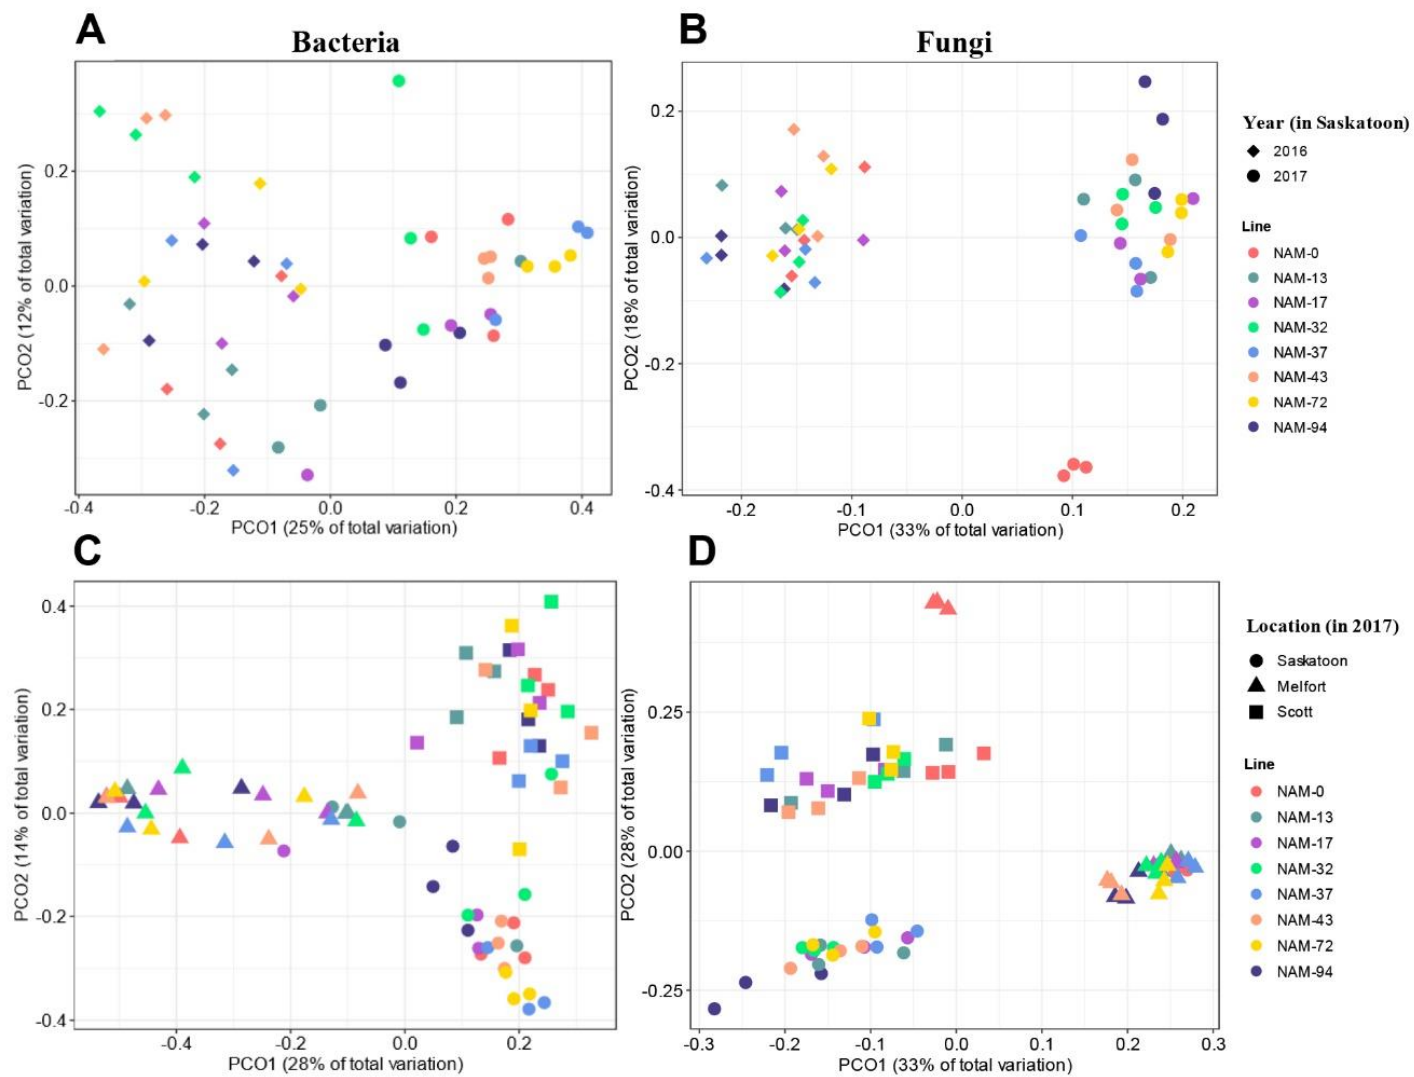 A
Bacteria
B
Fungi
0.2
0.0
-0.2
-0.4
-0.2
0.0
0.2
0.4
PCO1 (25% of total variation)
PCO2 (12% of total variation)
0.2
0.0
-0.2
-0.4
-0.2
-0.1
0.0
0.1
0.2
PCO1 (33% of total variation)
PCO2 (18% of total variation)
Year (in Saskatoon)
2016
2017
Line
NAM-0
NAM-13
NAM-17
NAM-32
NAM-37
NAM-43
NAM-72
NAM-94
C
D
0.4
0.2
0.0
-0.2
-0.4
-0.4
-0.2
0.0
0.2
PCO1 (28% of total variation)
PCO2 (14% of total variation)
0.25
0.00
-0.25
-0.3
-0.2
-0.1
0.0
0.1
0.2
0.3
PCO1 (33% of total variation)
PCO2 (28% of total variation)
Location (in 2017)
Saskatoon
Melfort
Scott
Line
NAM-0
NAM-13
NAM-17
NAM-32
NAM-37
NAM-43
NAM-72
NAM-94